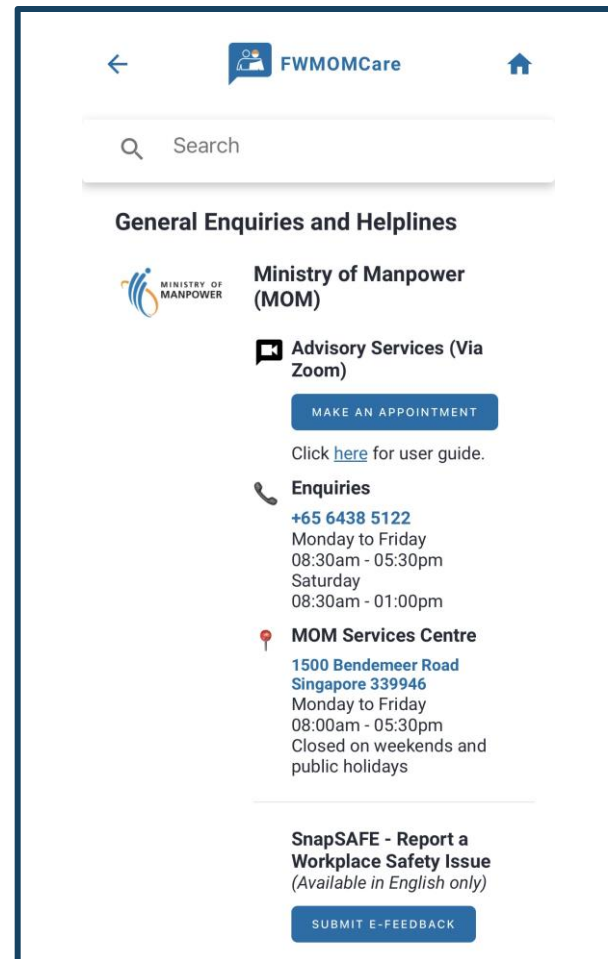 FWMOMCare
Search
General Enquiries and Helplines
MINISTRY OF
MANPOWER
Ministry of Manpower
(MOM)
Advisory Services (Via
Zoom)
MAKE AN APPOINTMENT
Click here for user guide.
Enquiries
+65 6438 5122
Monday to Friday
08:30am - 05:30pm
Saturday
08:30am - 01:00pm
MOM Services Centre
1500 Bendemeer Road
Singapore 339946
Monday to Friday
08:00am - 05:30pm
Closed on weekends and
public holidays
SnapSAFE - Report a
Workplace Safety Issue
(Available in English only)
SUBMIT E-FEEDBACK